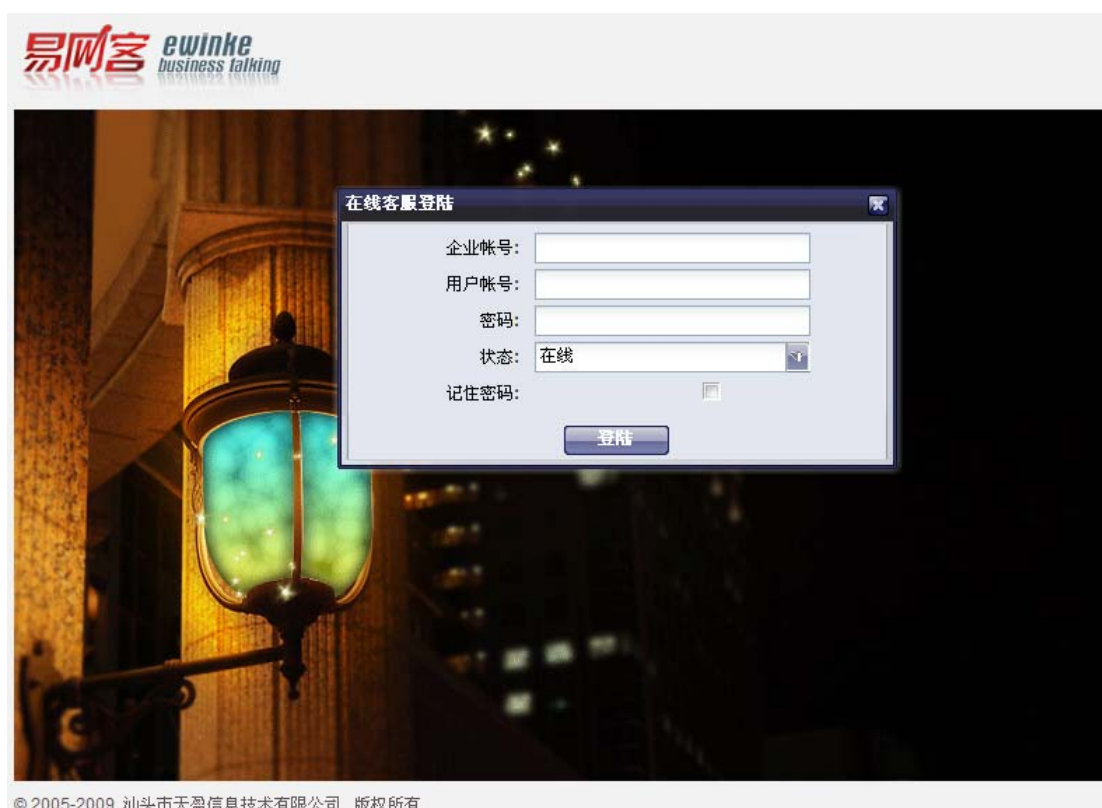 易网客 ewinke
business talking
在线客服登陆
企业帐号:
用户帐号:
密码:
状态: 在线
记住密码:
登陆
© 2005-2009 汕头市天盈信息技术有限公司 版权所有